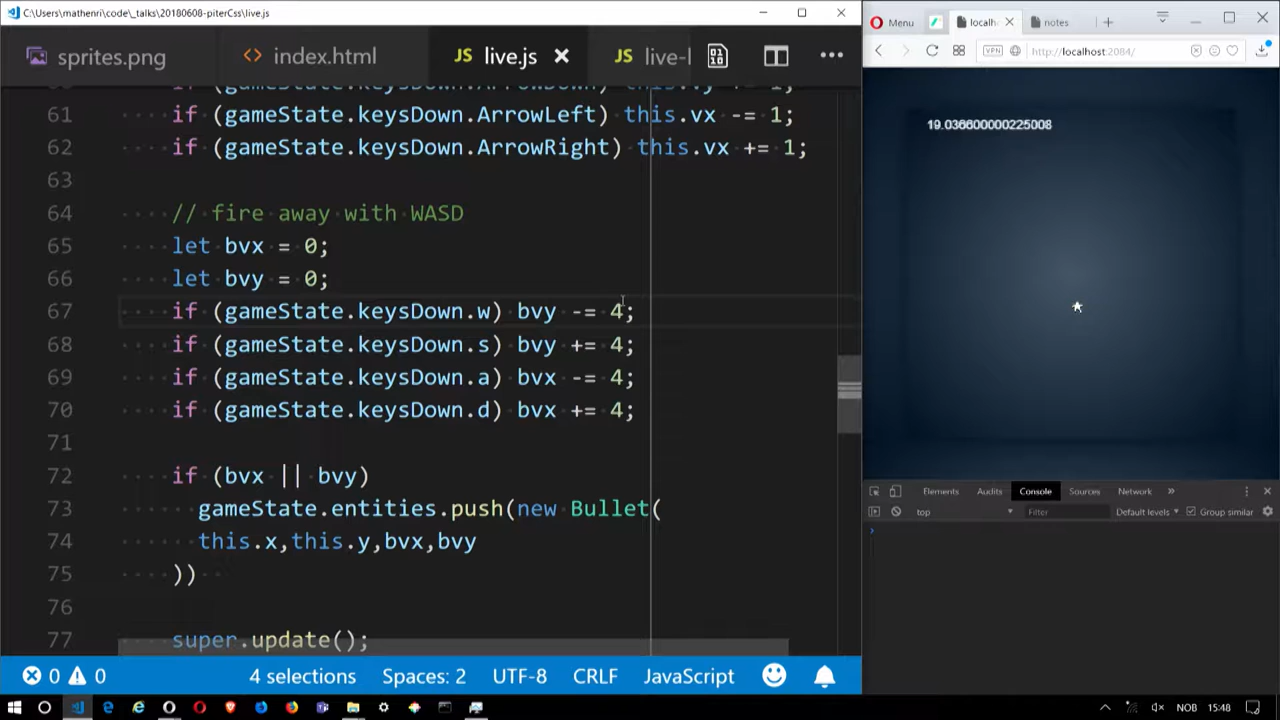 C:\Users\mathenri\code\_talks\20180608-piterCss\live.js
sprites.png
index.html
JS live.js
JS live-l
61 if (gameState.keysDown.ArrowLeft) this.vx -= 1;
62 if (gameState.keysDown.ArrowRight) this.vx += 1;
63
64 // fire away with WASD
65 let bvx = 0;
66 let bvy = 0;
67 if (gameState.keysDown.w) bvy -= 4;
68 if (gameState.keysDown.s) bvy += 4;
69 if (gameState.keysDown.a) bvx -= 4;
70 if (gameState.keysDown.d) bvx += 4;
71
72 if (bvx || bvy)
73 gameState.entities.push(new Bullet(
74 this.x,this.y,bvx,bvy
75 ))
76
77 super.update();
0 0 4 selections Spaces: 2 UTF-8 CRLF JavaScript
Menu
localh
notes
VPN http://localhost:2084/
19.036600000225008
Elements Audits Console Sources Network »
top Filter Default levels Group similar
NOB 15:48